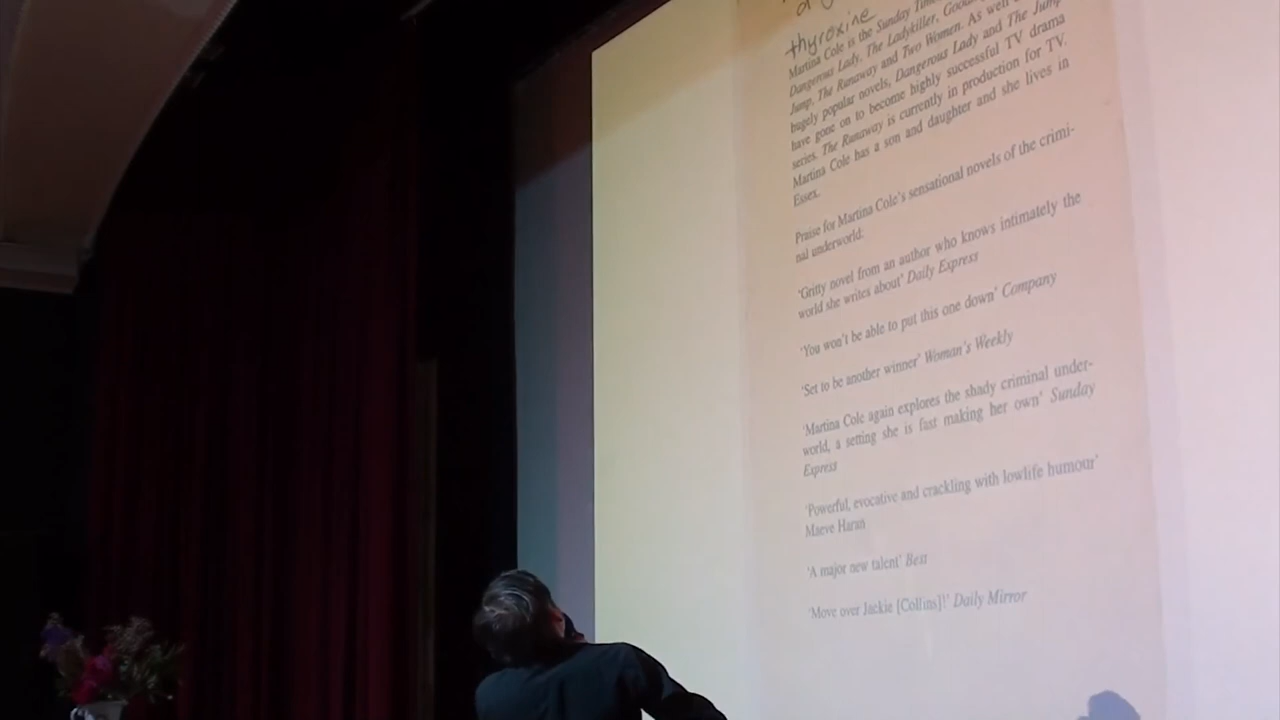 thyroxine
Martina Cole is the Sunday
Dangerous Lady, The Ladykiller,
Jump, The Runaway and Two Women. As well
hugely popular novels, Dangerous Lady and The Jump
have gone on to become highly successful TV drama
series. The Runaway is currently in production for TV.
Martina Cole has a son and daughter and she lives in
Essex.
Praise for Martina Cole's sensational novels of the crimi-
nal underworld:
'Gritty novel from an author who knows intimately the
world she writes about' Daily Express
'You won't be able to put this one down' Company
'Set to be another winner' Woman's Weekly
'Martina Cole again explores the shady criminal under-
world, a setting she is fast making her own' Sunday
Express
'Powerful, evocative and crackling with lowlife humour'
Maeve Haran
'A major new talent' Best
'Move over Jackie [Collins]!' Daily Mirror